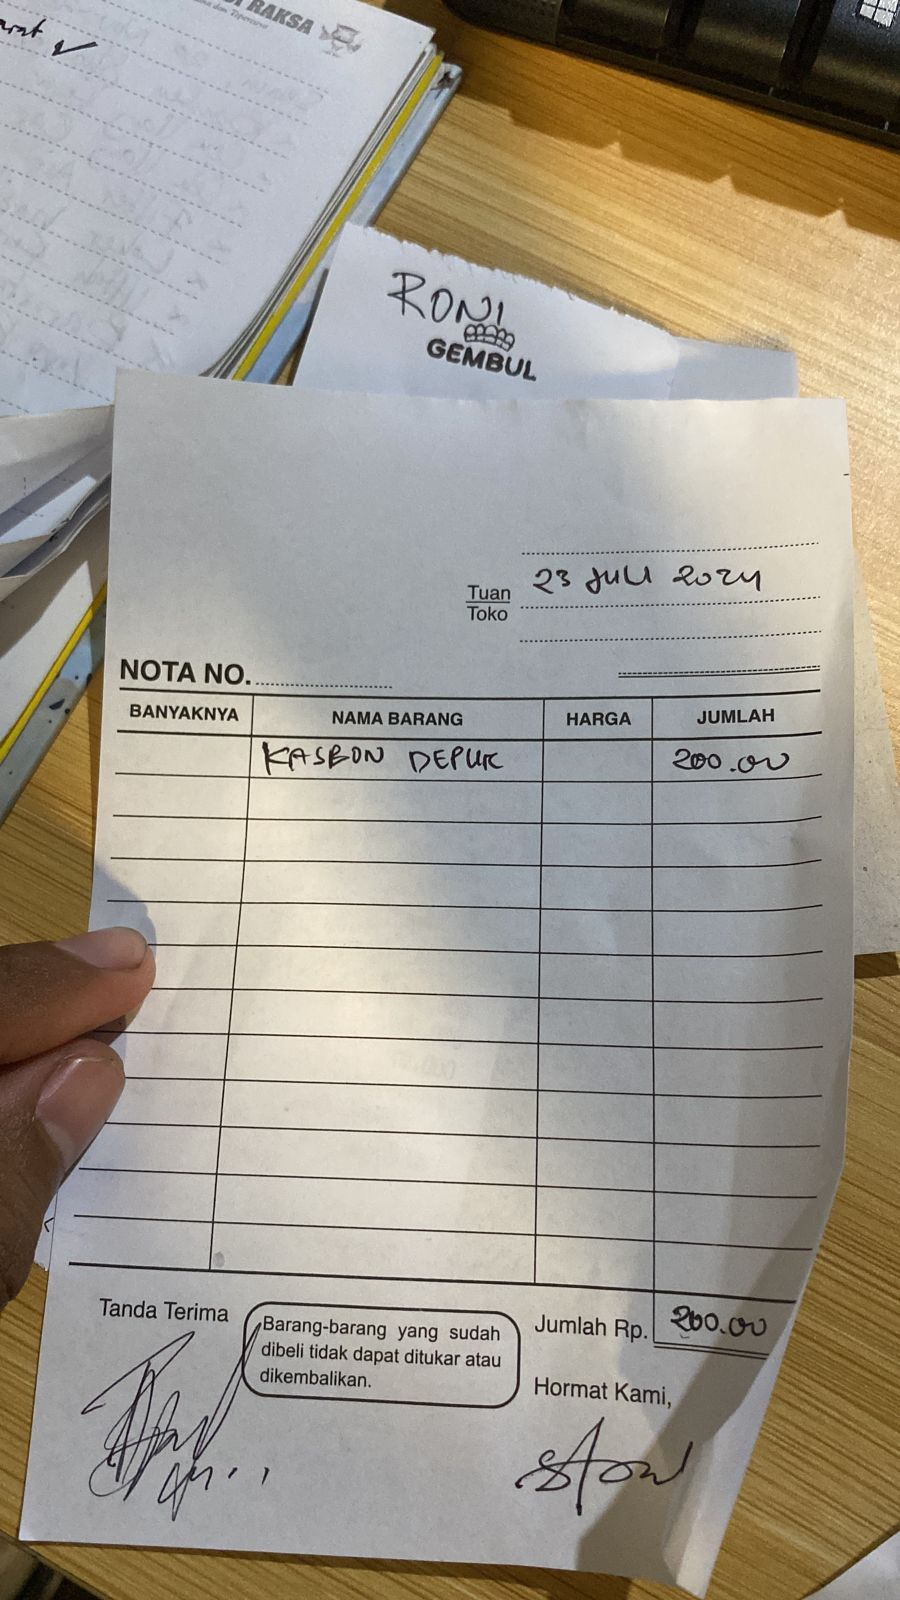 RAKSA
RONI
GEMBUL
23 JULI 2024
Tuan
Toko
NOTA NO.
BANYAKNYA NAMA BARANG HARGA JUMLAH
KASBON DEPUK 200.00
Tanda Terima
Barang-barang yang sudah
dibeli tidak dapat ditukar atau
dikembalikan.
Jumlah Rp. 200.00
Hormat Kami,